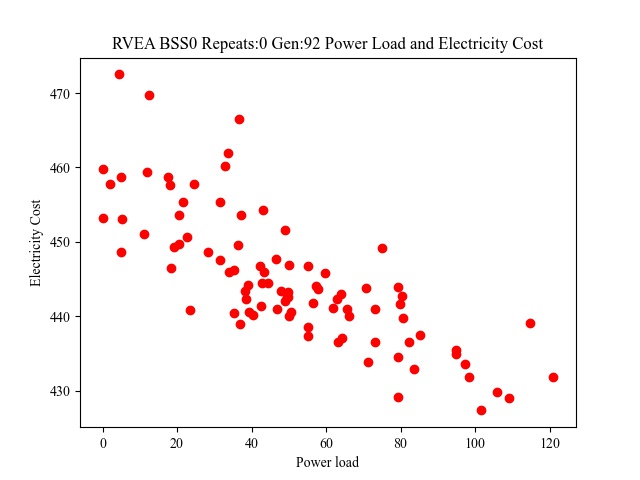 RVEA BSS0 Repeats:0 Gen:92 Power Load and Electricity Cost
Electricity Cost
470
460
450
440
430
0 20 40 60 80 100 120
Power load